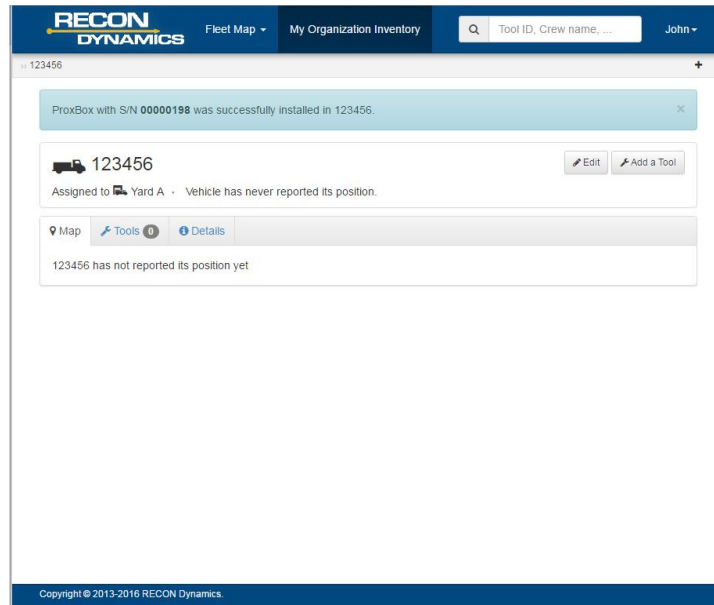 RECON
DYNAMICS
Fleet Map
My Organization Inventory
Tool ID, Crew name, ...
John
›› 123456
+
ProxBox with S/N 00000198 was successfully installed in 123456.
×
123456
Edit
Add a Tool
Assigned to Yard A · Vehicle has never reported its position.
Map
Tools 0
Details
123456 has not reported its position yet
Copyright © 2013-2016 RECON Dynamics.